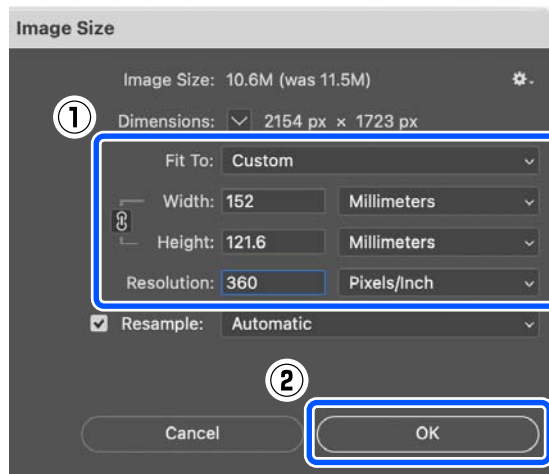 Image Size
Image Size: 10.6M (was 11.5M)
① Dimensions: 2154 px × 1723 px
Fit To: Custom
Width: 152 Millimeters
Height: 121.6 Millimeters
Resolution: 360 Pixels/Inch
Resample: Automatic
②
Cancel OK